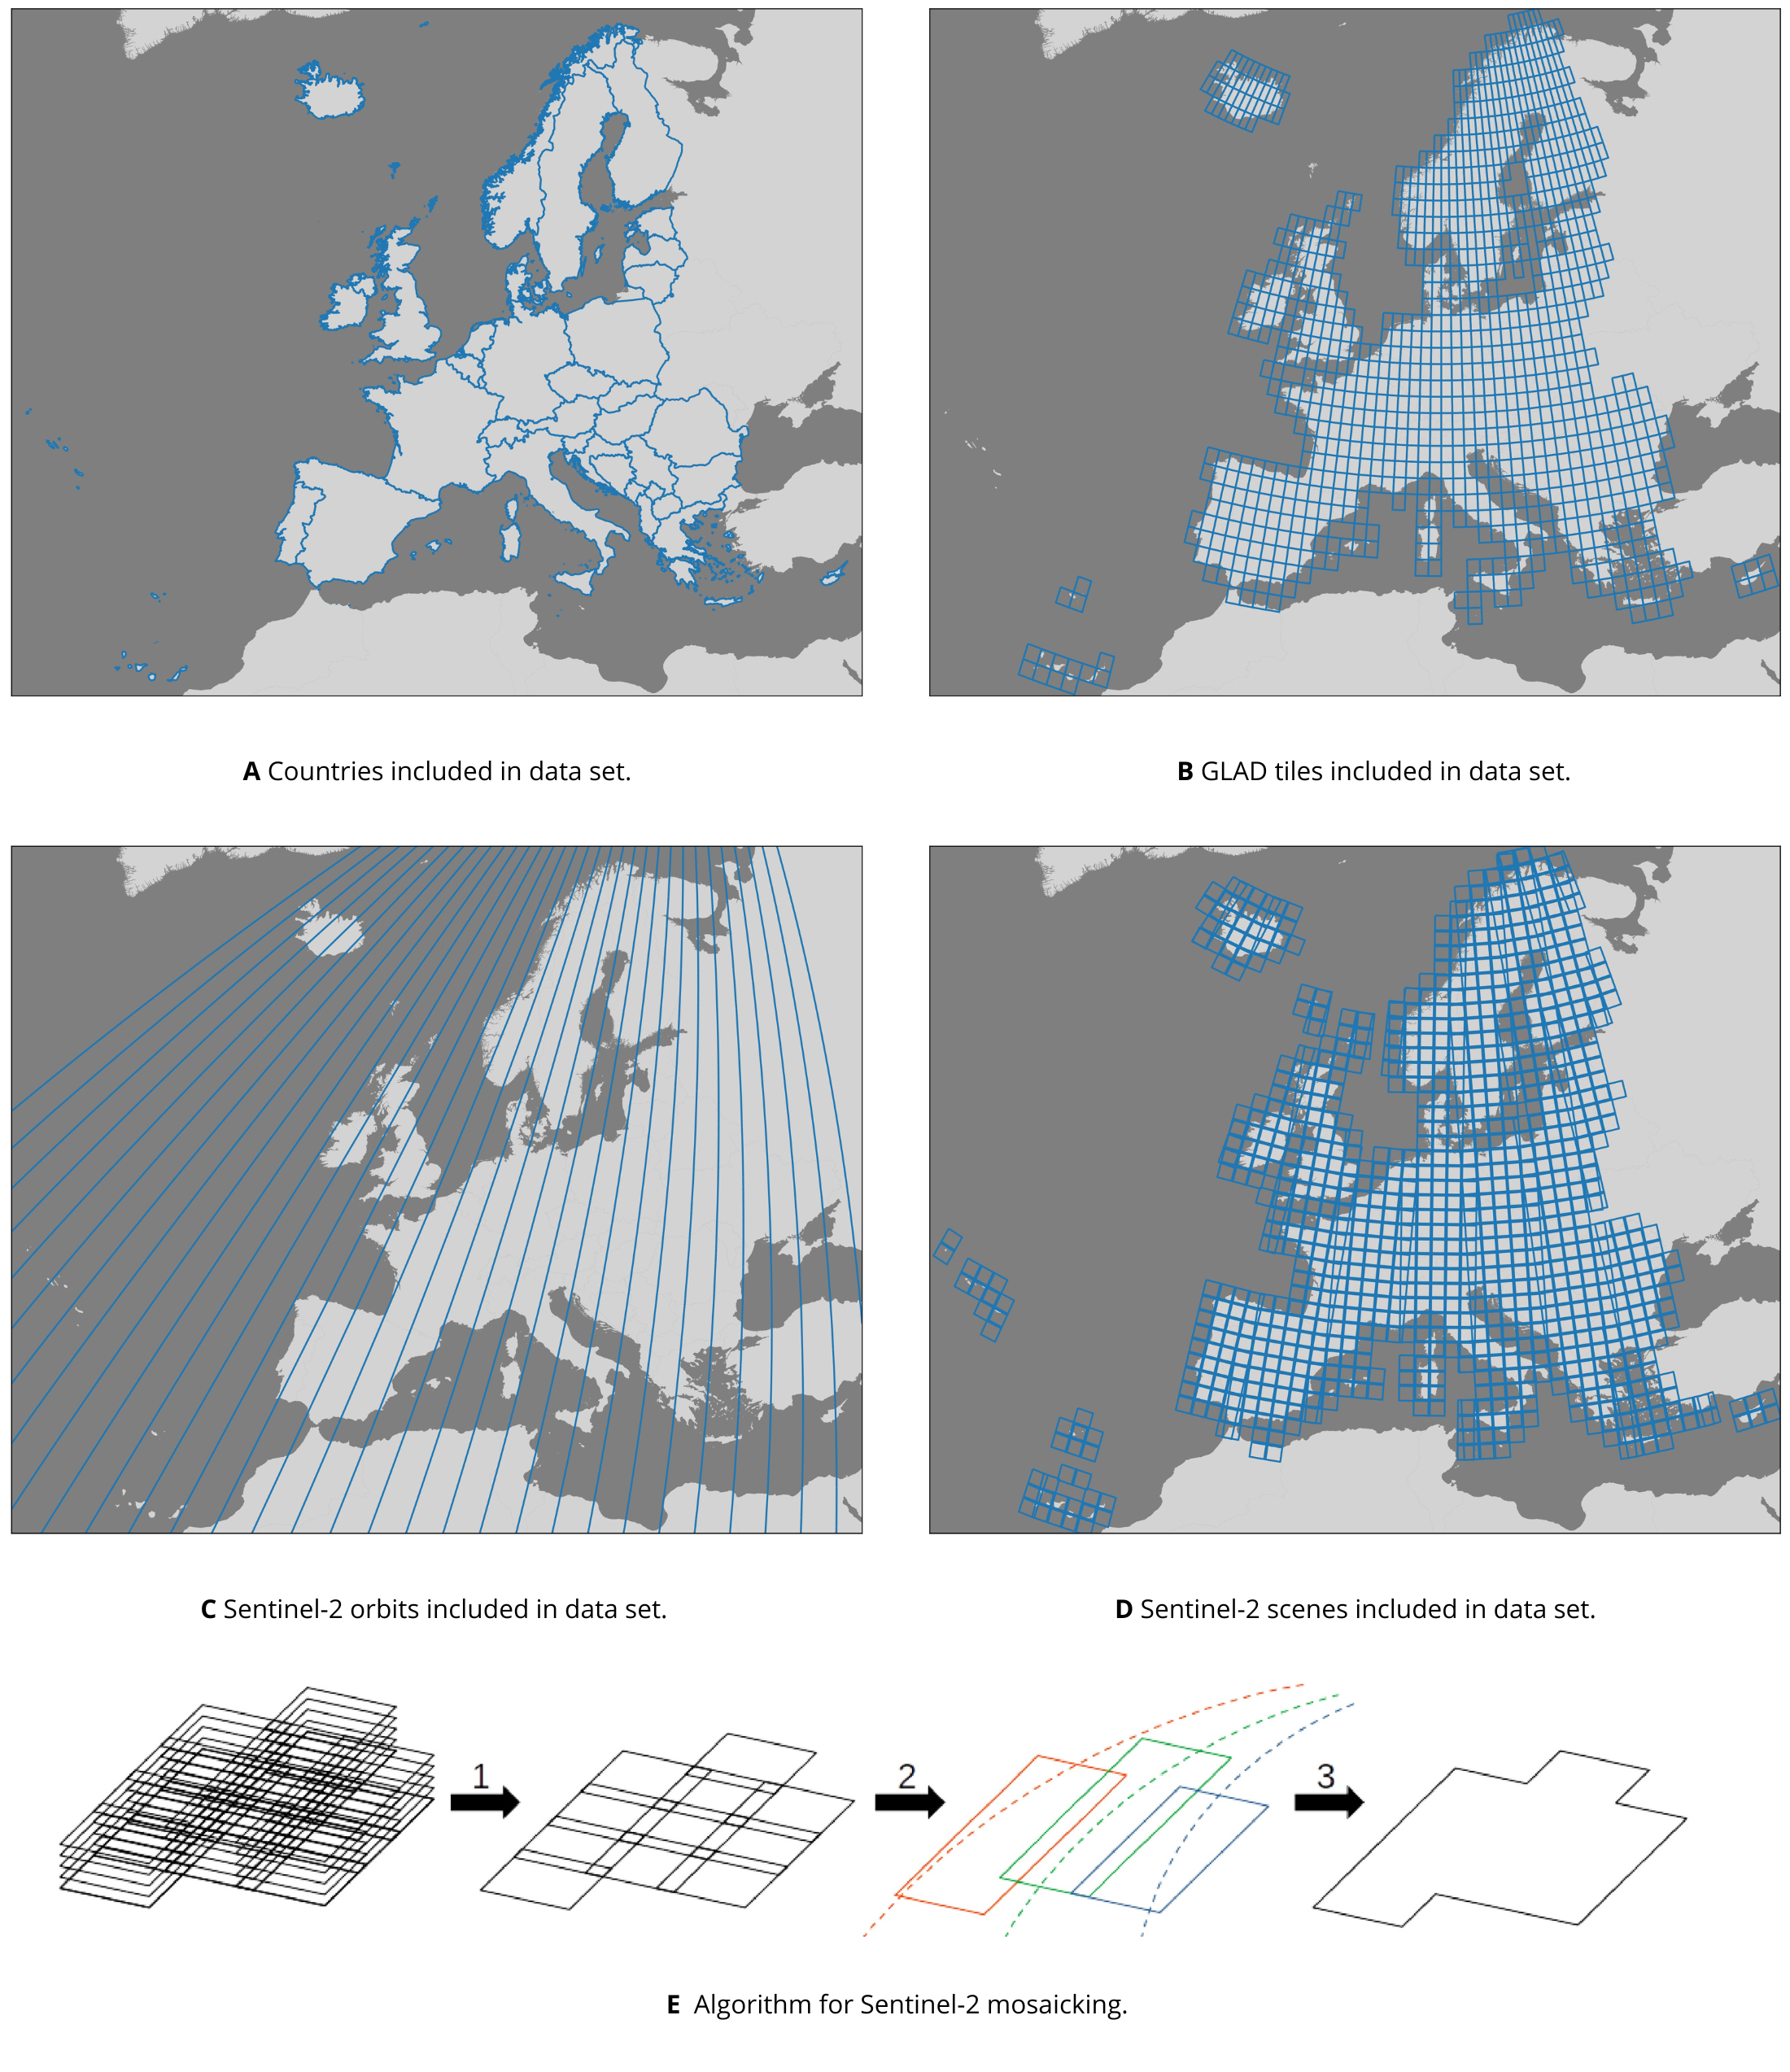 A Countries included in data set.
B GLAD tiles included in data set.
C Sentinel-2 orbits included in data set.
D Sentinel-2 scenes included in data set.
1
2
3
E Algorithm for Sentinel-2 mosaicking.